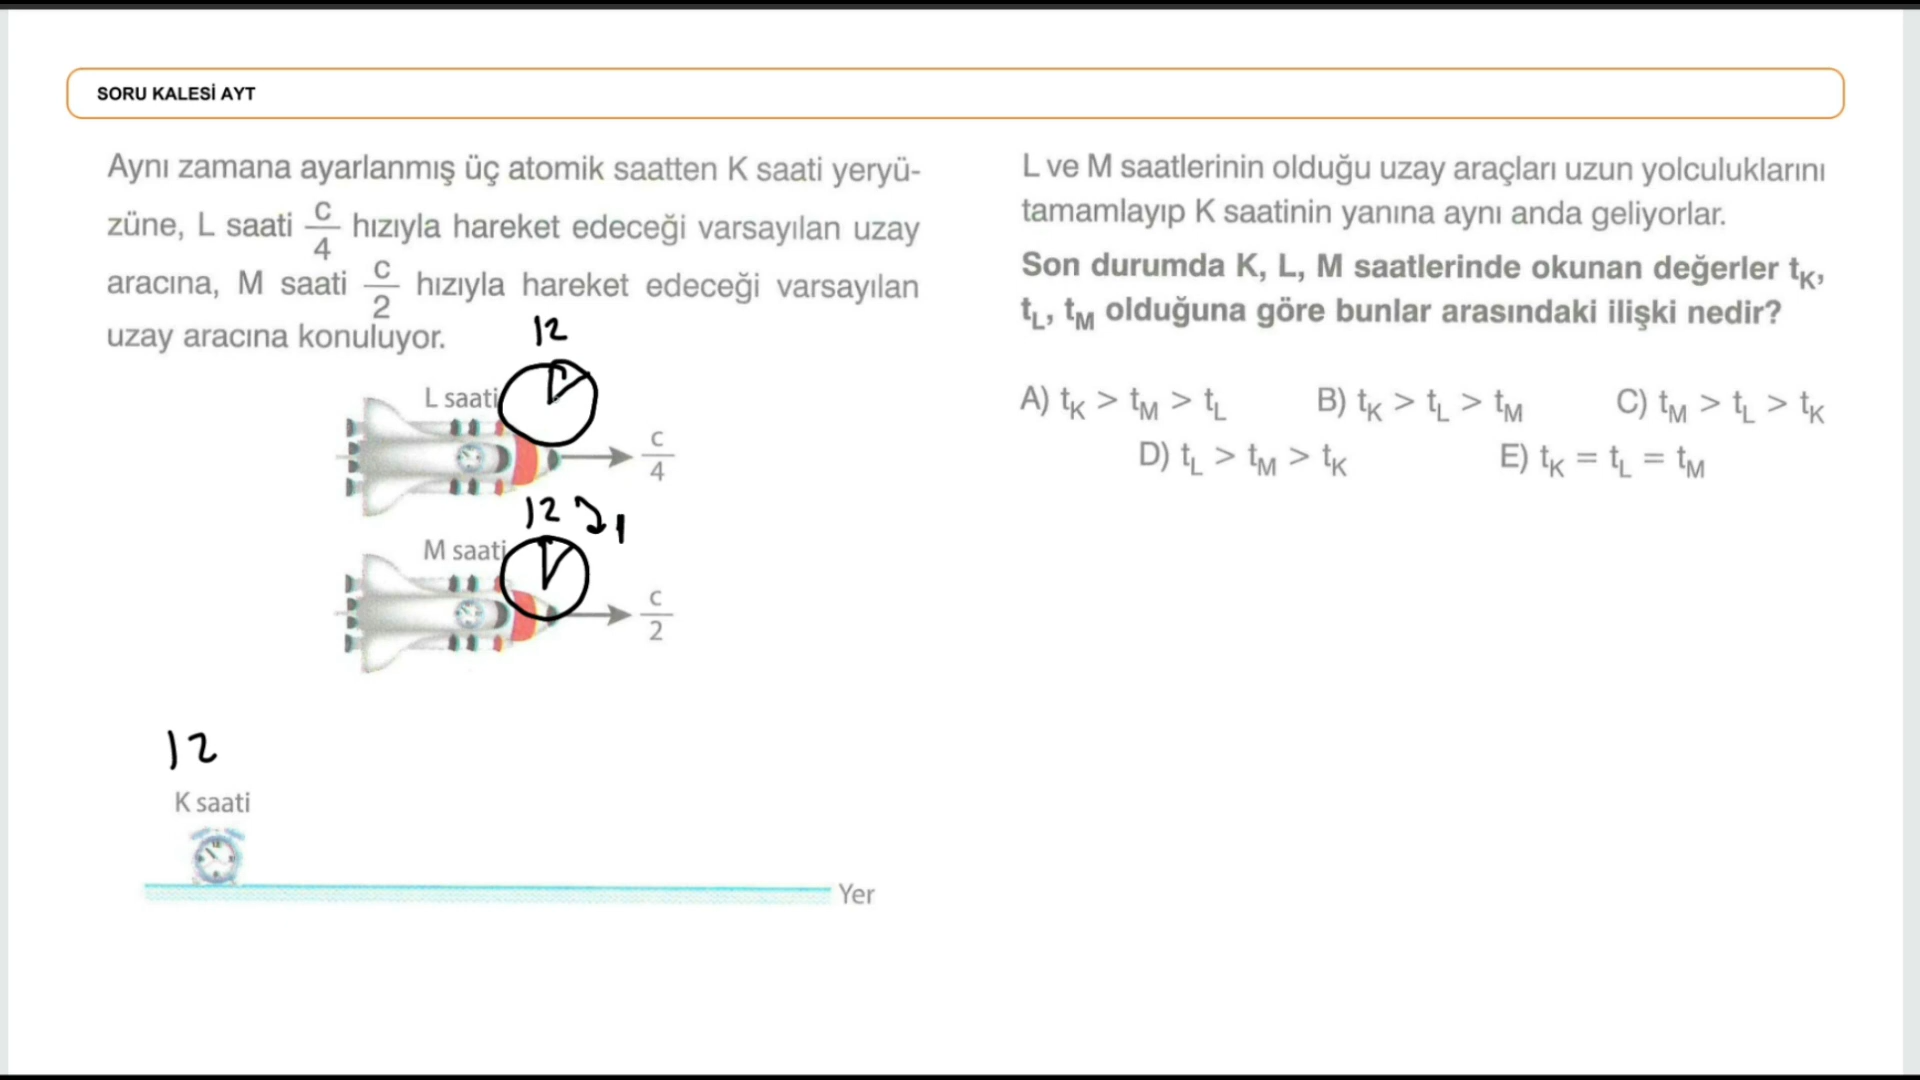 SORU KALESİ AYT
Aynı zamana ayarlanmış üç atomik saatten K saati yeryü-
züne, L saati c/4 hızıyla hareket edeceği varsayılan uzay
aracına, M saati c/2 hızıyla hareket edeceği varsayılan
uzay aracına konuluyor.
12
L saati
c/4
12 1
M saati
c/2
12
K saati
Yer
L ve M saatlerinin olduğu uzay araçları uzun yolculuklarını
tamamlayıp K saatinin yanına aynı anda geliyorlar.
Son durumda K, L, M saatlerinde okunan değerler tK,
tL, tM olduğuna göre bunlar arasındaki ilişki nedir?
A) tK > tM > tL B) tK > tL > tM C) tM > tL > tK
D) tL > tM > tK E) tK = tL = tM